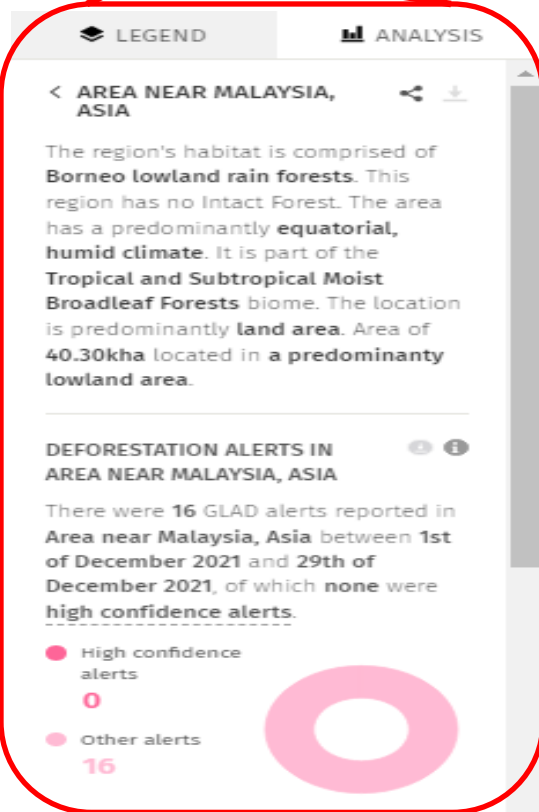 LEGEND
ANALYSIS
< AREA NEAR MALAYSIA,
ASIA
The region's habitat is comprised of
Borneo lowland rain forests. This
region has no Intact Forest. The area
has a predominantly equatorial,
humid climate. It is part of the
Tropical and Subtropical Moist
Broadleaf Forests biome. The location
is predominantly land area. Area of
40.30kha located in a predominanty
lowland area.
DEFORESTATION ALERTS IN
AREA NEAR MALAYSIA, ASIA
There were 16 GLAD alerts reported in
Area near Malaysia, Asia between 1st
of December 2021 and 29th of
December 2021, of which none were
high confidence alerts.
High confidence
alerts
0
Other alerts
16